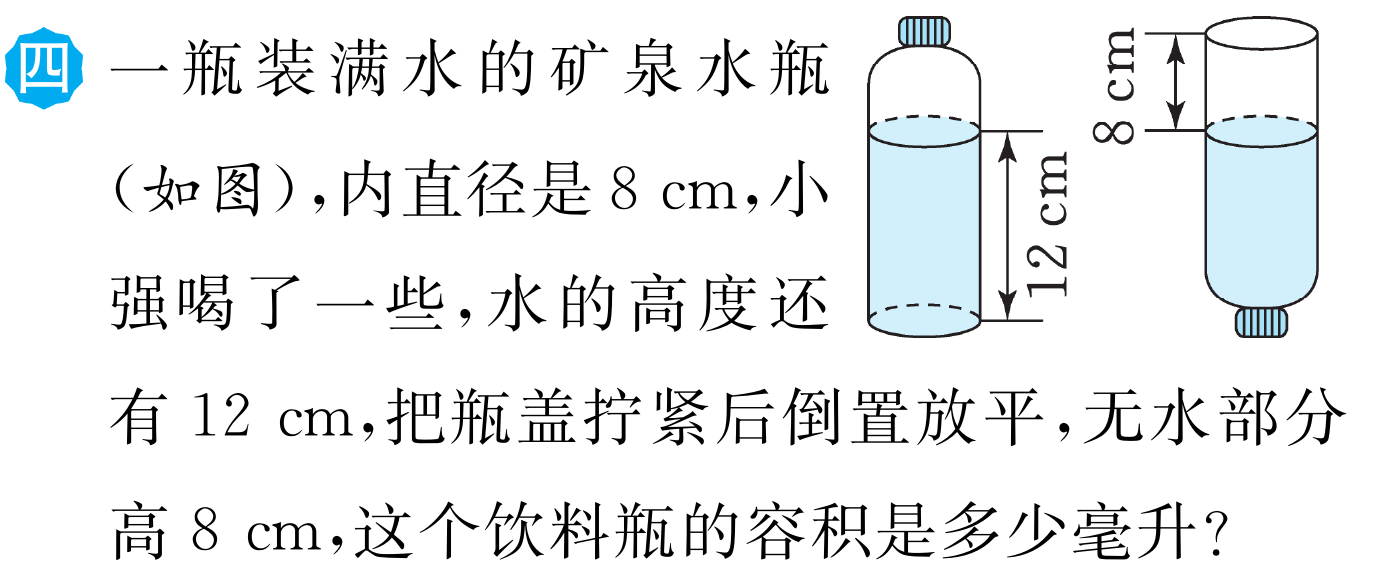 四 一瓶装满水的矿泉水瓶
(如图),内直径是 8 cm,小
强喝了一些,水的高度还
有 12 cm,把瓶盖拧紧后倒置放平,无水部分
高 8 cm,这个饮料瓶的容积是多少毫升?
12 cm
8 cm